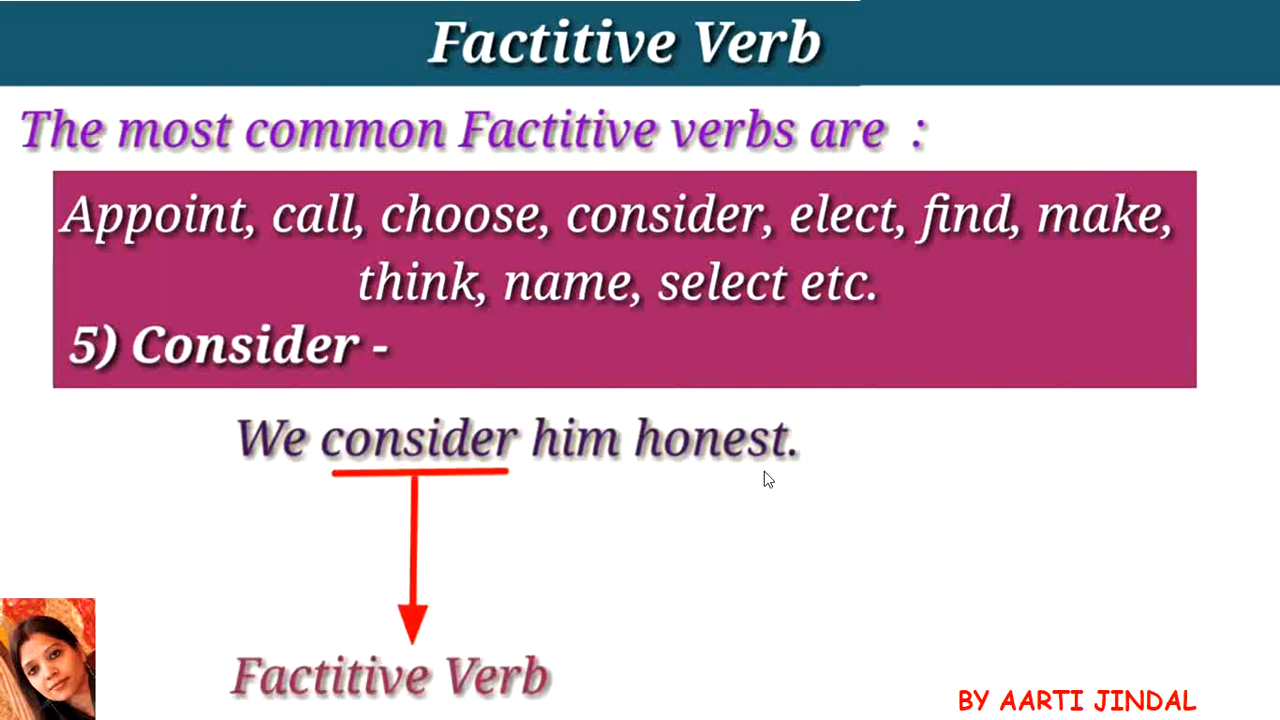 Factitive Verb
The most common Factitive verbs are :
Appoint, call, choose, consider, elect, find, make,
think, name, select etc.
5) Consider -
We consider him honest.
Factitive Verb
BY AARTI JINDAL